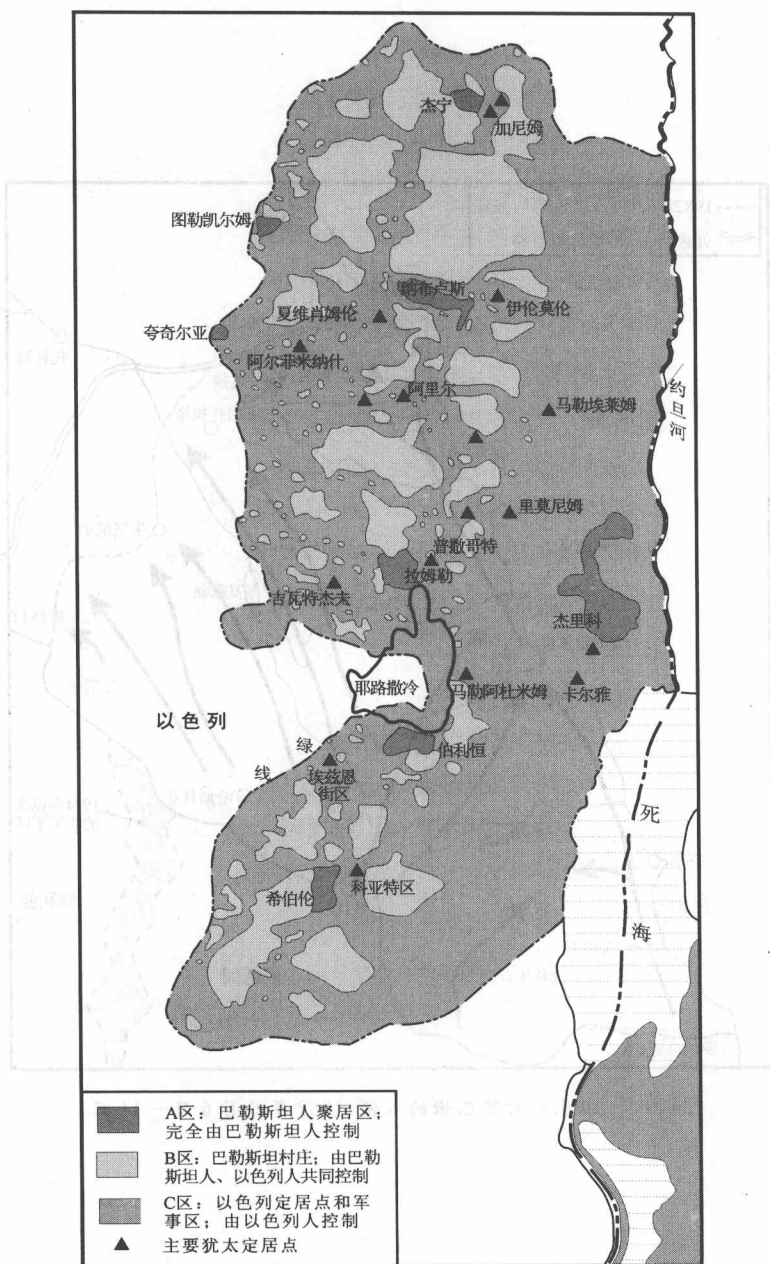 杰宁
加尼姆
图勒凯尔姆
纳布卢斯
伊伦莫伦
夏维肖姆伦
夸奇尔亚
阿尔菲米纳什
阿里尔
马勒埃莱姆
约旦河
里莫尼姆
普散哥特
拉姆勒
吉瓦特杰夫
杰里科
耶路撒冷
马勒阿杜米姆
卡尔雅
以色列
绿线
伯利恒
埃兹恩
街区
死海
希伯伦
科亚特区
A区：巴勒斯坦人聚居区；
完全由巴勒斯坦人控制
B区：巴勒斯坦村庄；由巴勒
斯坦人、以色列人共同控制
C区：以色列定居点和军
事区；由以色列人控制
主要犹太定居点